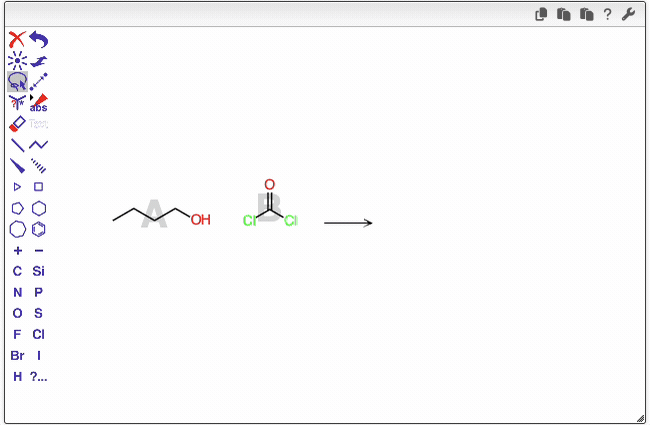 ?
abs
Text
O
A
B
OH
Cl
Cl
+ −
C Si
N P
O S
F Cl
Br I
H ?...